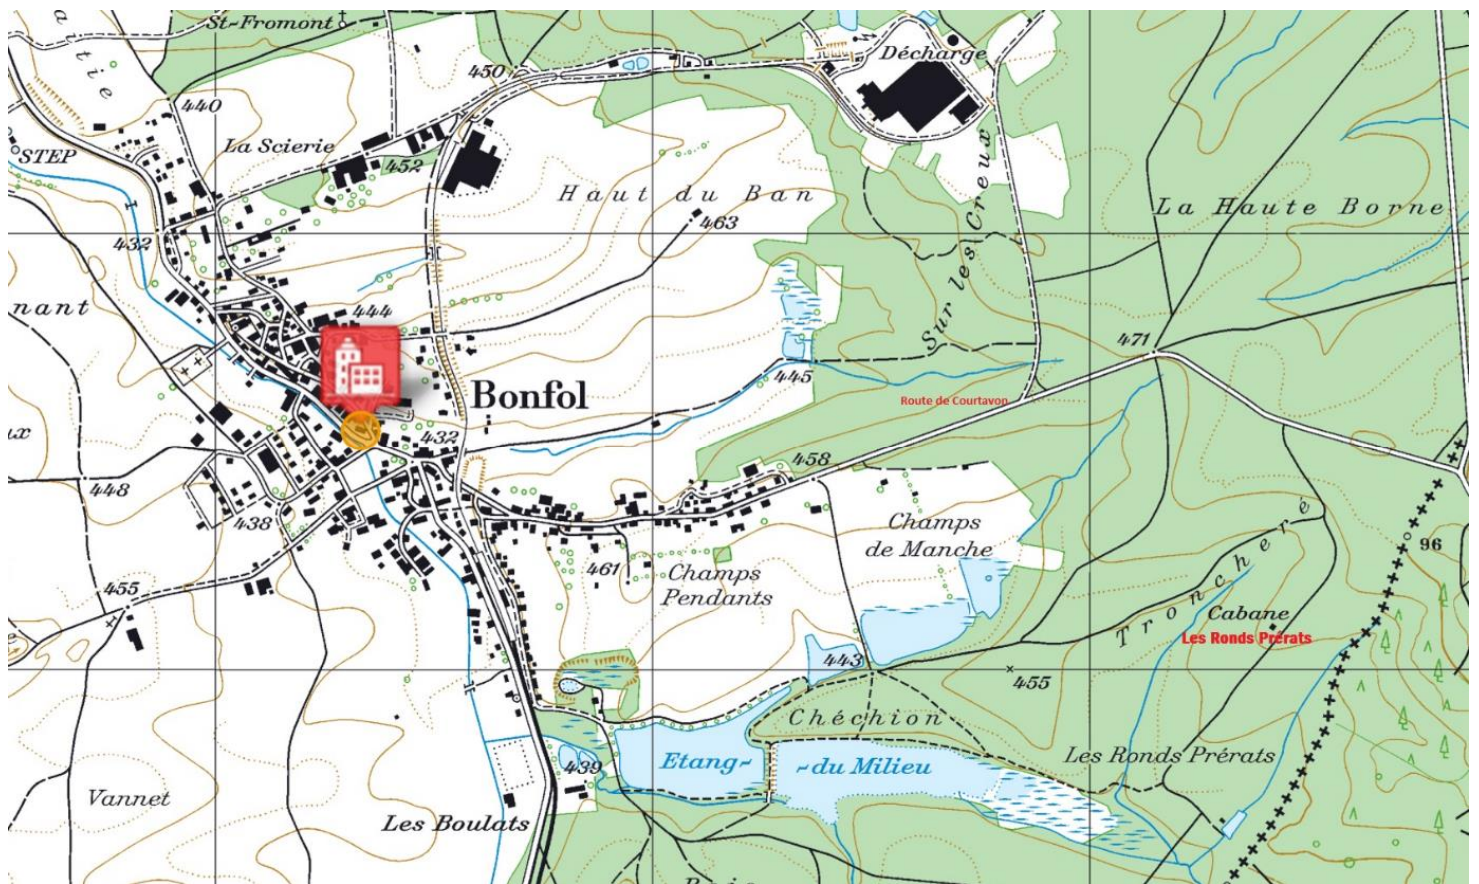 St-Fromont
450
Décharge
440
La Scierie
STEP
452
Haut du Ban
463
La Haute Borne
432
Sur les Creux
nant
444
471
445
Bonfol
Route de Courtavon
432
458
448
438
Champs
de Manche
96
461
Champs
Pendants
455
Troncheré
Cabane
Les Ronds Prérats
443
455
Chéchion
Etang-
-du Milieu
Les Ronds Prérats
439
Vannet
Les Boulats